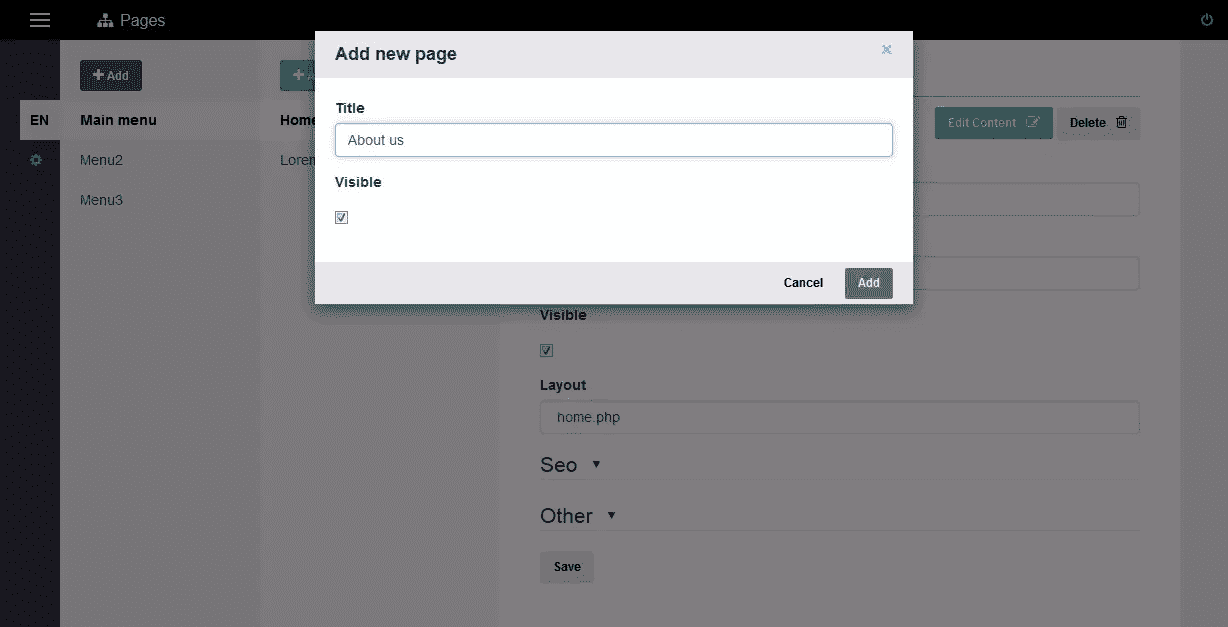 Pages
Add new page
Add
EN
Main menu
Menu2
Menu3
Home
Title
About us
Visible
Cancel
Add
Edit Content
Delete
Visible
Layout
home.php
Seo
Other
Save